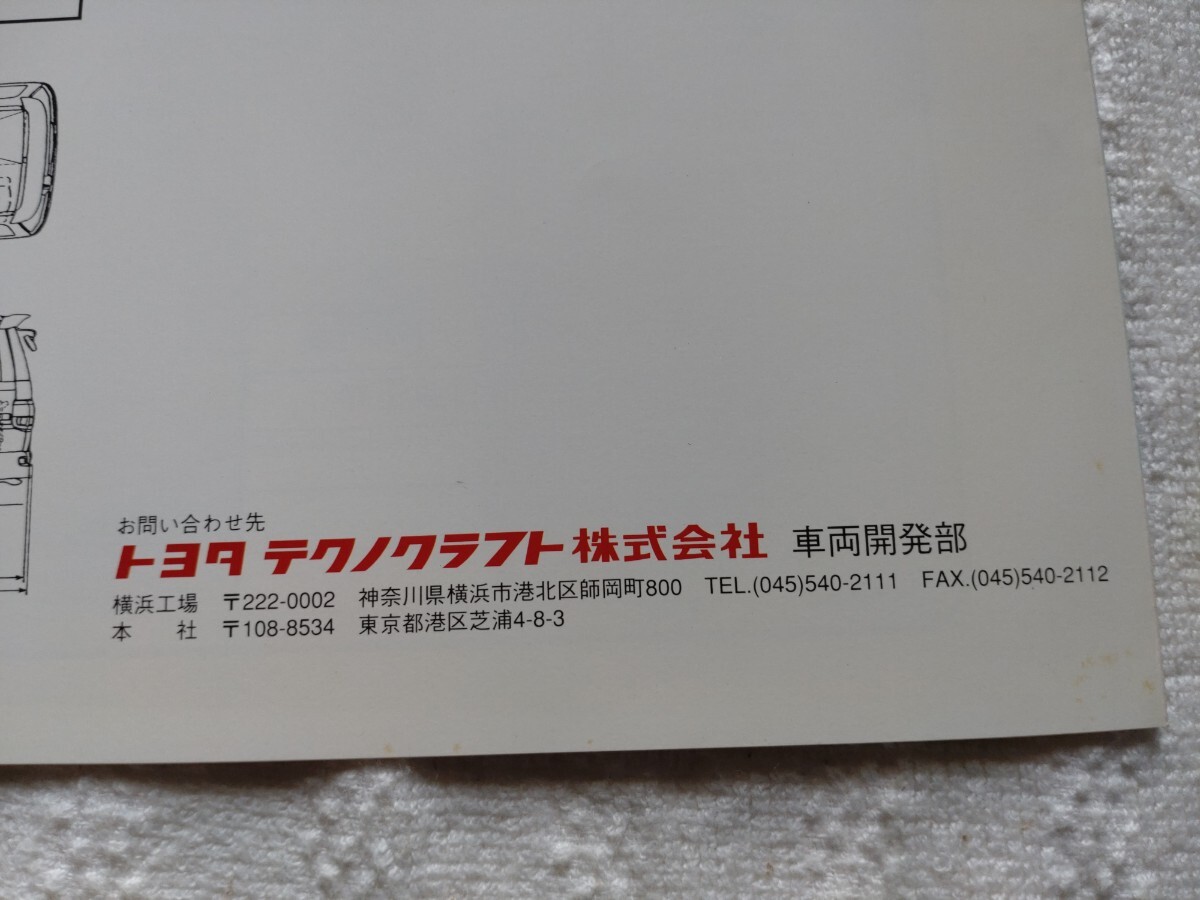 お問い合わせ先
トヨタ テクノクラフト株式会社 車両開発部
横浜工場 〒222-0002 神奈川県横浜市港北区師岡町800 TEL.(045)540-2111 FAX.(045)540-2112
本 社 〒108-8534 東京都港区芝浦4-8-3